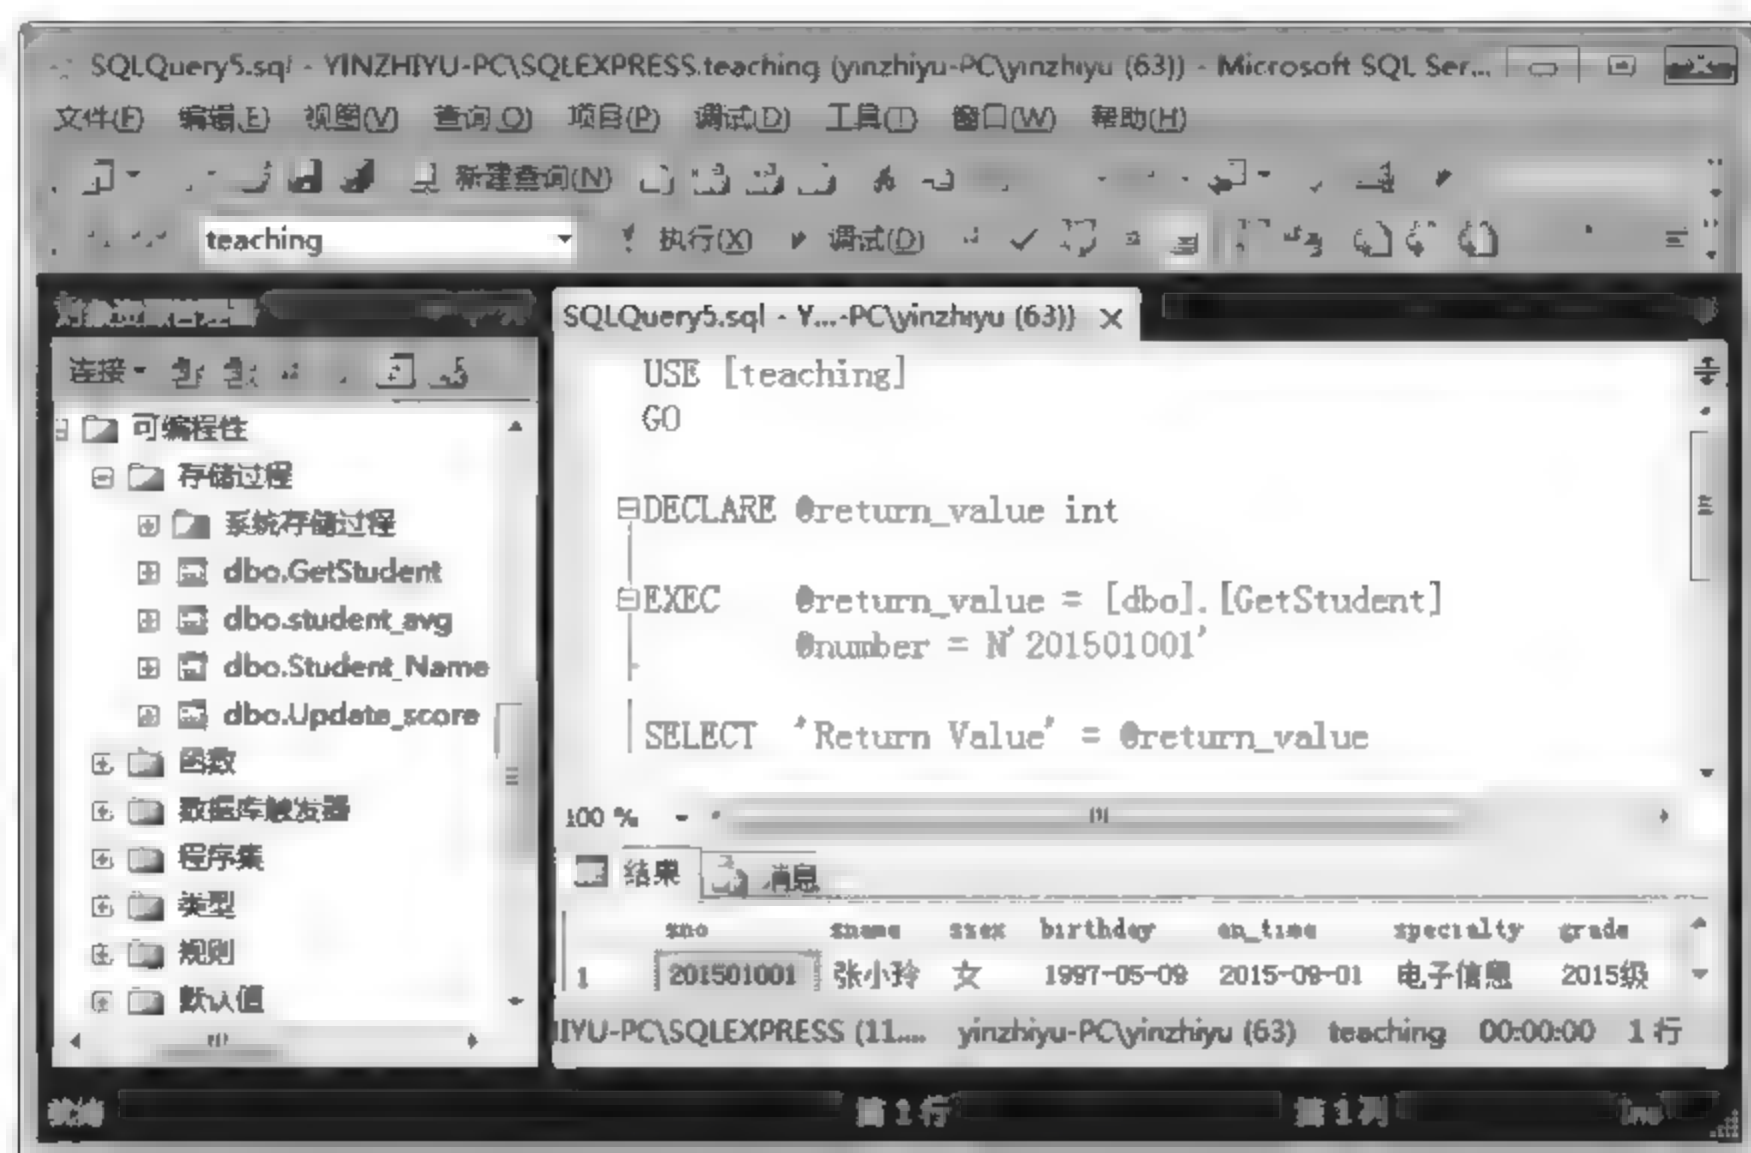 SQLQuery5.sql - YINZHIYU-PC\SQLEXPRESS.teaching (yinzhiyu-PC\yinzhiyu (63)) - Microsoft SQL Ser...
文件(F) 编辑(E) 视图(V) 查询(Q) 项目(P) 调试(D) 工具(T) 窗口(W) 帮助(H)
新建查询(N)
teaching 执行(X) 调试(D)
SQLQuery5.sql - Y...-PC\yinzhiyu (63))
连接
可编程性
存储过程
系统存储过程
dbo.GetStudent
dbo.student_avg
dbo.Student_Name
dbo.Update_score
函数
数据库触发器
程序集
类型
规则
默认值
USE [teaching]
GO
DECLARE @return_value int
EXEC @return_value = [dbo].[GetStudent]
@number = N'201501001'
SELECT 'Return Value' = @return_value
100 %
结果 消息
sno sname ssex birthday en_time specialty grade
1 201501001 张小玲 女 1997-05-09 2015-09-01 电子信息 2015级
IYU-PC\SQLEXPRESS (11.... yinzhiyu-PC\yinzhiyu (63) teaching 00:00:00 1 行
就绪 第 1 行 第 1 列 Ins